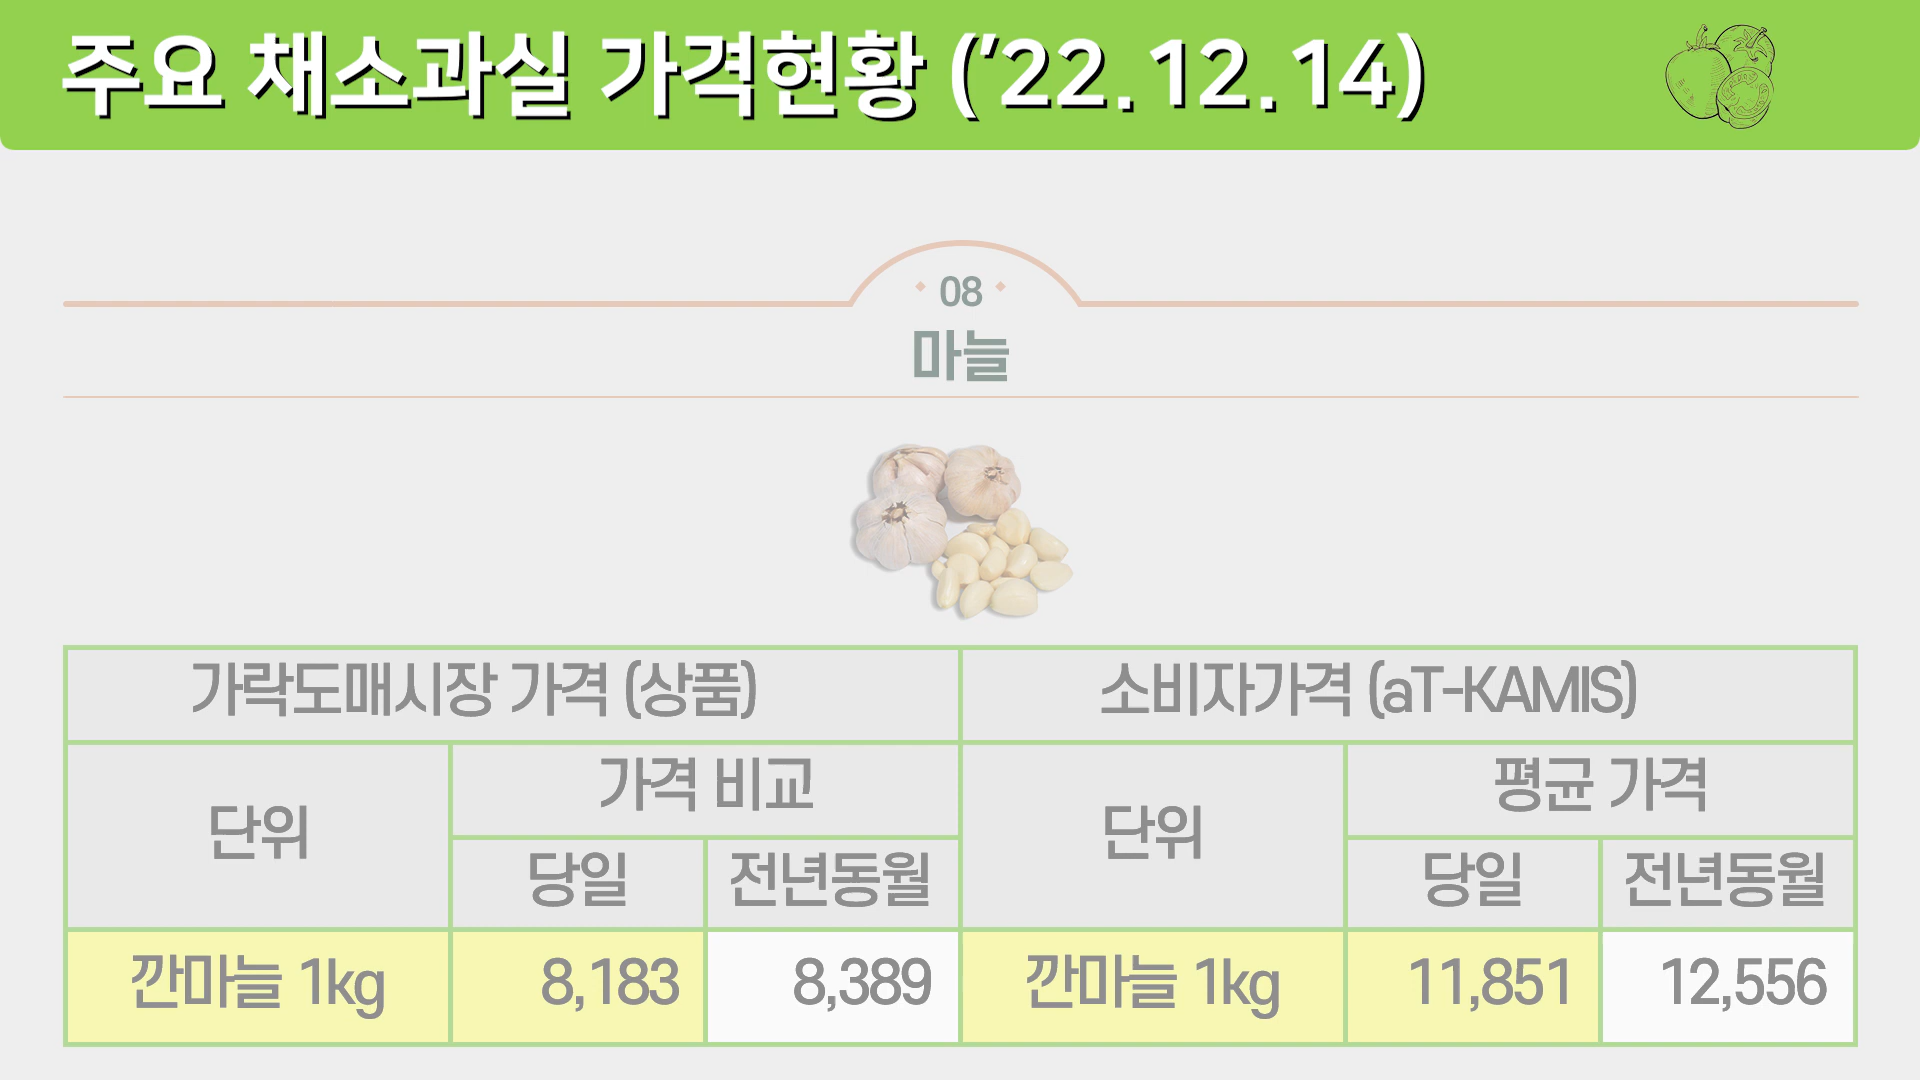 주요 채소과실 가격현황 (’22.12.14)
08
마늘
가락도매시장 가격 (상품) 소비자가격 (aT-KAMIS)
단위 가격 비교 단위 평균 가격
당일 전년동월 당일 전년동월
깐마늘 1kg 8,183 8,389 깐마늘 1kg 11,851 12,556